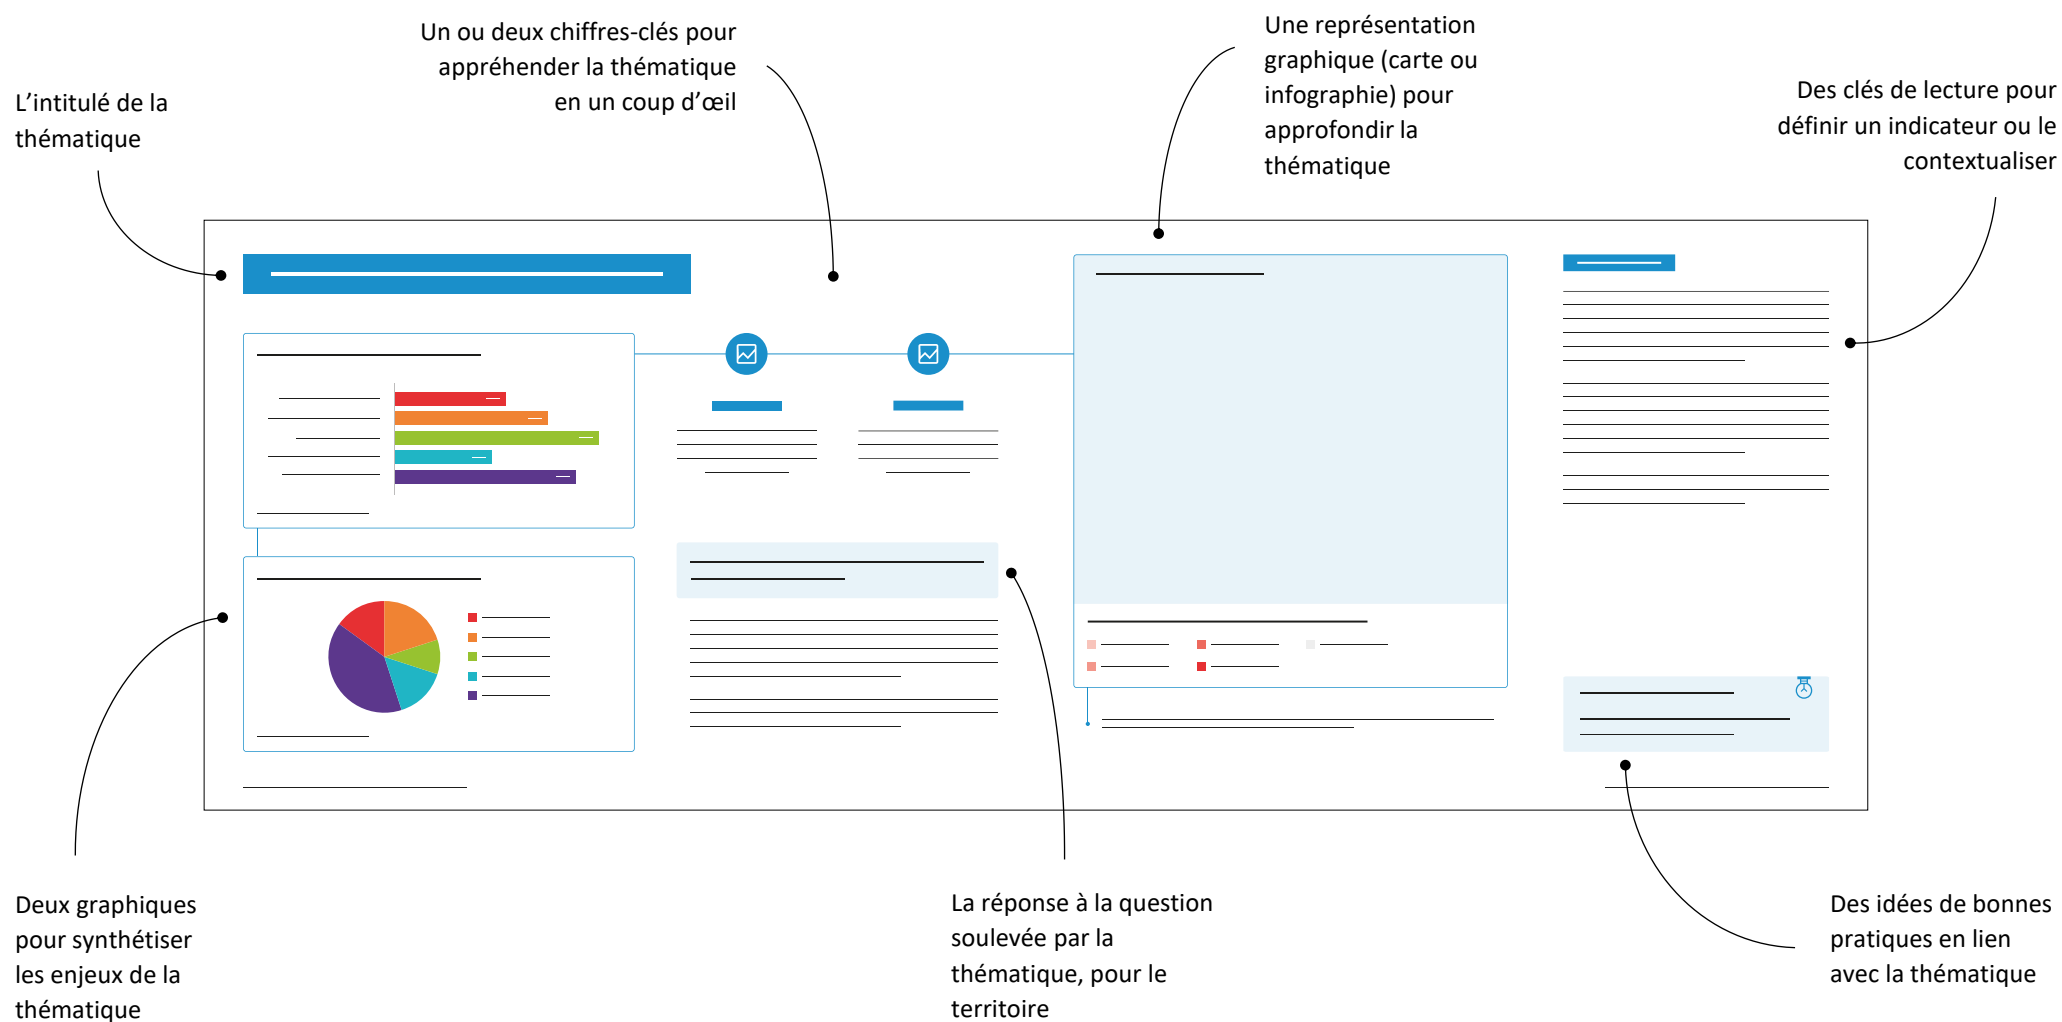 L'intitulé de la
thématique
Un ou deux chiffres-clés pour
appréhender la thématique
en un coup d'œil
Une représentation
graphique (carte ou
infographie) pour
approfondir la
thématique
Des clés de lecture pour
définir un indicateur ou le
contextualiser
Deux graphiques
pour synthétiser
les enjeux de la
thématique
La réponse à la question
soulevée par la
thématique, pour le
territoire
Des idées de bonnes
pratiques en lien
avec la thématique